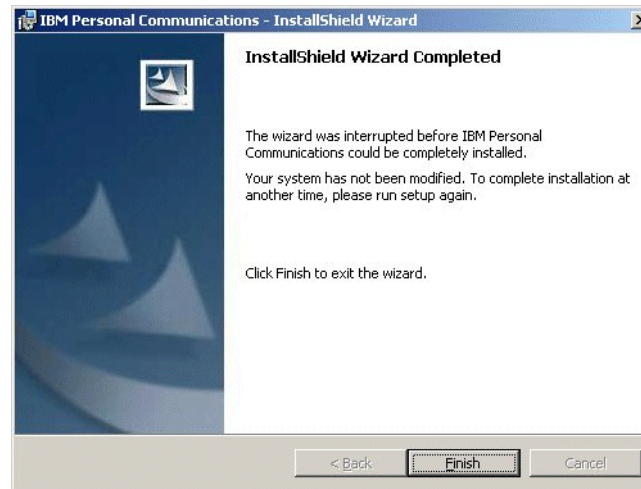 IBM Personal Communications - InstallShield Wizard
InstallShield Wizard Completed
The wizard was interrupted before IBM Personal
Communications could be completely installed.
Your system has not been modified. To complete installation at
another time, please run setup again.
Click Finish to exit the wizard.
< Back
Finish
Cancel